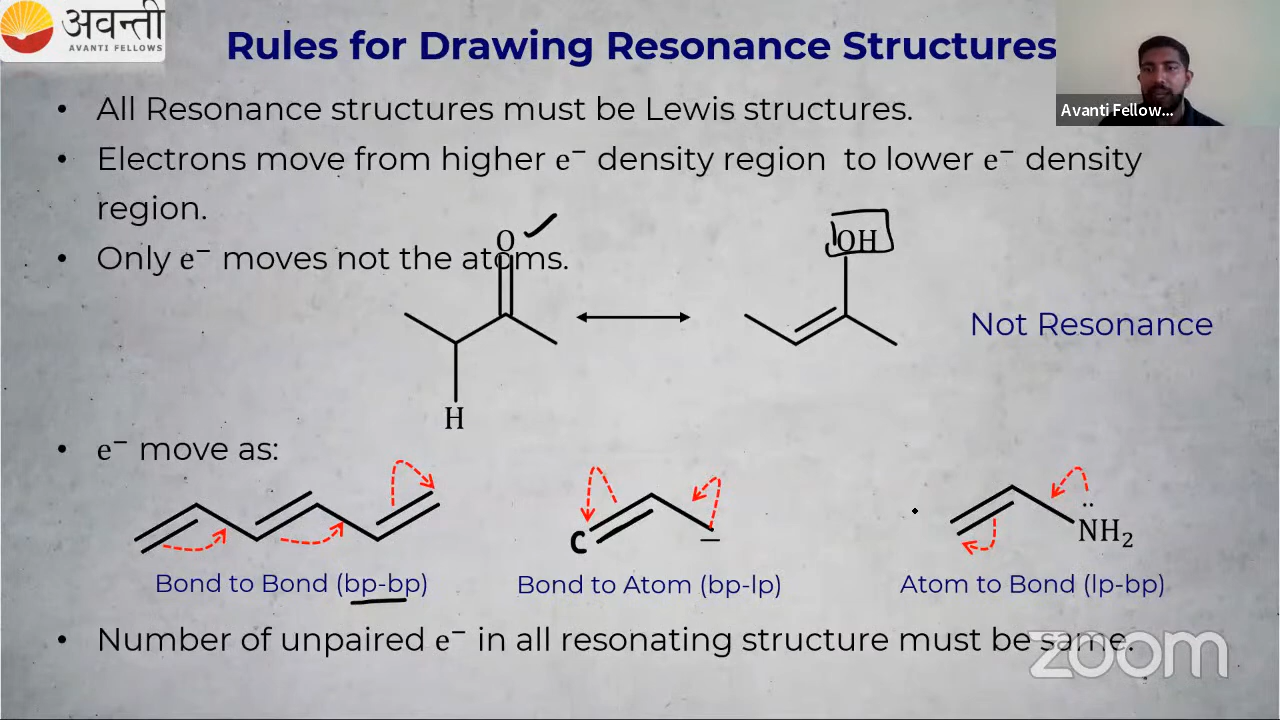 अवन्ती
AVANTI FELLOWS
Rules for Drawing Resonance Structures
Avanti Fellow...
• All Resonance structures must be Lewis structures.
• Electrons move from higher e⁻ density region to lower e⁻ density
region.
• Only e⁻ moves not the atoms.
O
OH
Not Resonance
H
• e⁻ move as:
C
NH₂
Bond to Bond (bp-bp)
Bond to Atom (bp-lp)
Atom to Bond (lp-bp)
• Number of unpaired e⁻ in all resonating structure must be same.
zoom